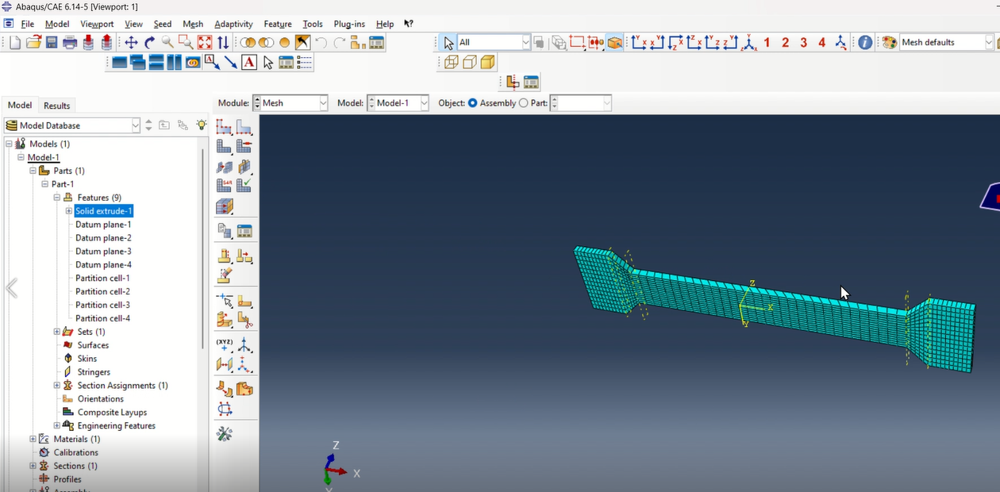 Abaqus/CAE 6.14-5 [Viewport: 1]
File Model Viewport View Seed Mesh Adaptivity Feature Tools Plug-ins Help
All 1 2 3 4 Mesh defaults
A A
Model Results Module: Mesh Model: Model-1 Object: Assembly Part:
Model Database
Models (1)
Model-1
Parts (1)
Part-1
Features (9)
Solid extrude-1
Datum plane-1
Datum plane-2
Datum plane-3
Datum plane-4
Partition cell-1
Partition cell-2
Partition cell-3
Partition cell-4
Sets (1)
Surfaces
Skins
Stringers
Section Assignments (1)
Orientations
Composite Layups
Engineering Features
Materials (1)
Calibrations
Sections (1)
Profiles
Assembly
(XYZ)
Z
X
Y
Z
X
Y